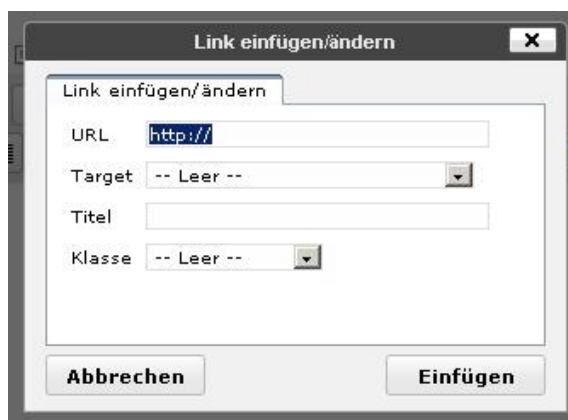 Link einfügen/ändern X
Link einfügen/ändern
URL http://
Target -- Leer --
Titel
Klasse -- Leer --
Abbrechen Einfügen